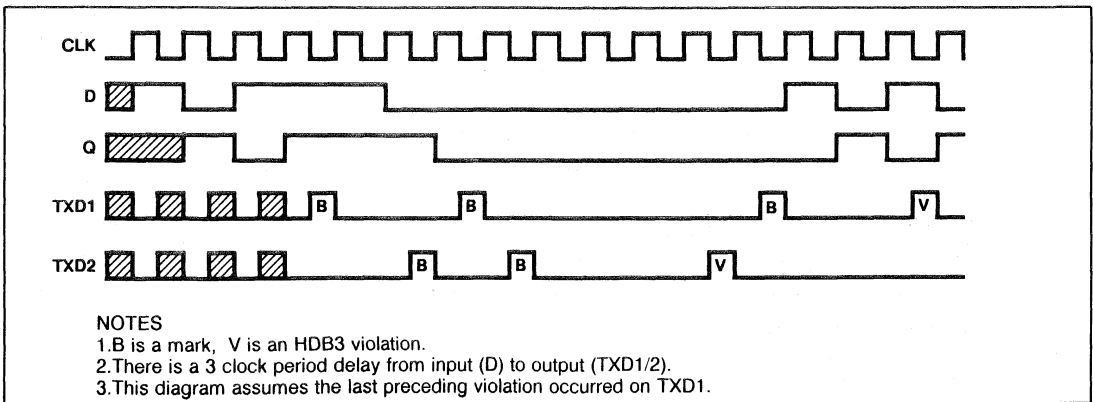 CLK
D
Q
TXD1 B B B V
TXD2 B B V
NOTES
1.B is a mark, V is an HDB3 violation.
2.There is a 3 clock period delay from input (D) to output (TXD1/2).
3.This diagram assumes the last preceding violation occurred on TXD1.